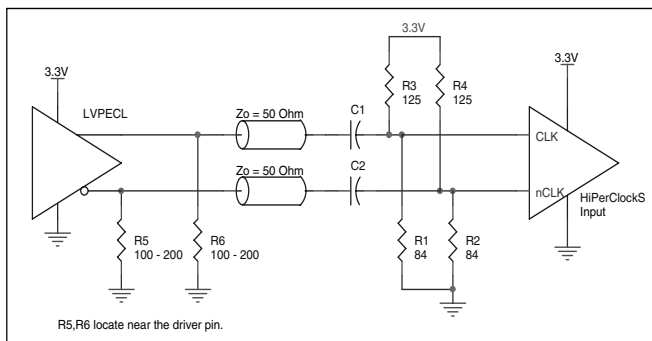 3.3V
3.3V
3.3V
R3
125
R4
125
LVPECL
Zo = 50 Ohm
C1
CLK
Zo = 50 Ohm
C2
nCLK
HiPerClockS
Input
R5
100 - 200
R6
100 - 200
R1
84
R2
84
R5,R6 locate near the driver pin.